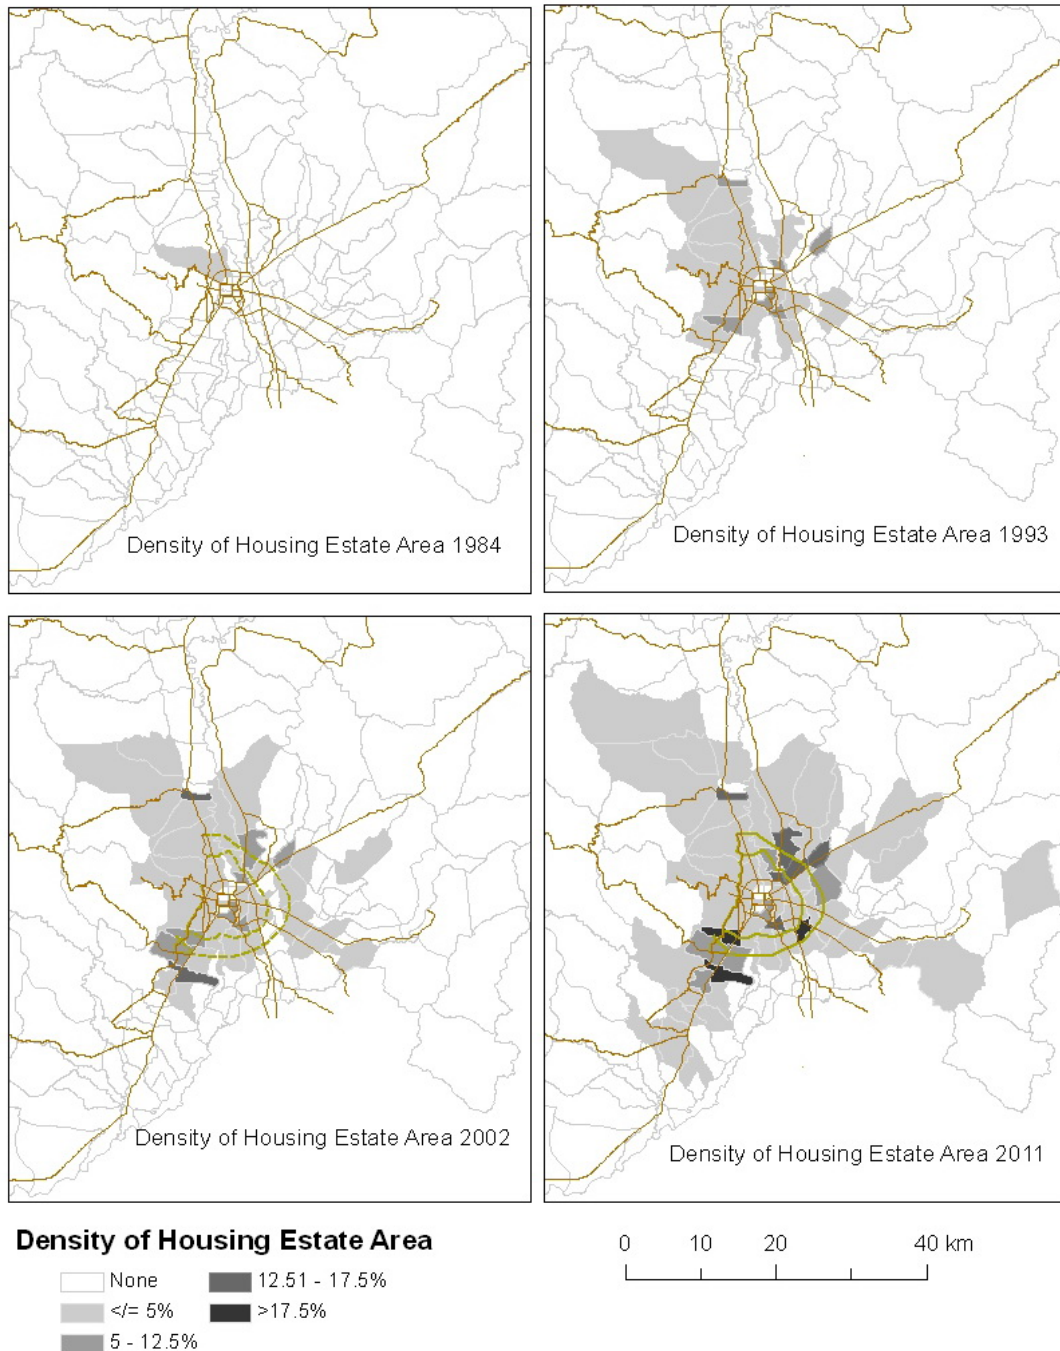 Density of Housing Estate Area 1984
Density of Housing Estate Area 1993
Density of Housing Estate Area 2002
Density of Housing Estate Area 2011
Density of Housing Estate Area
None
</= 5%
5 - 12.5%
12.51 - 17.5%
>17.5%
0 10 20 40 km